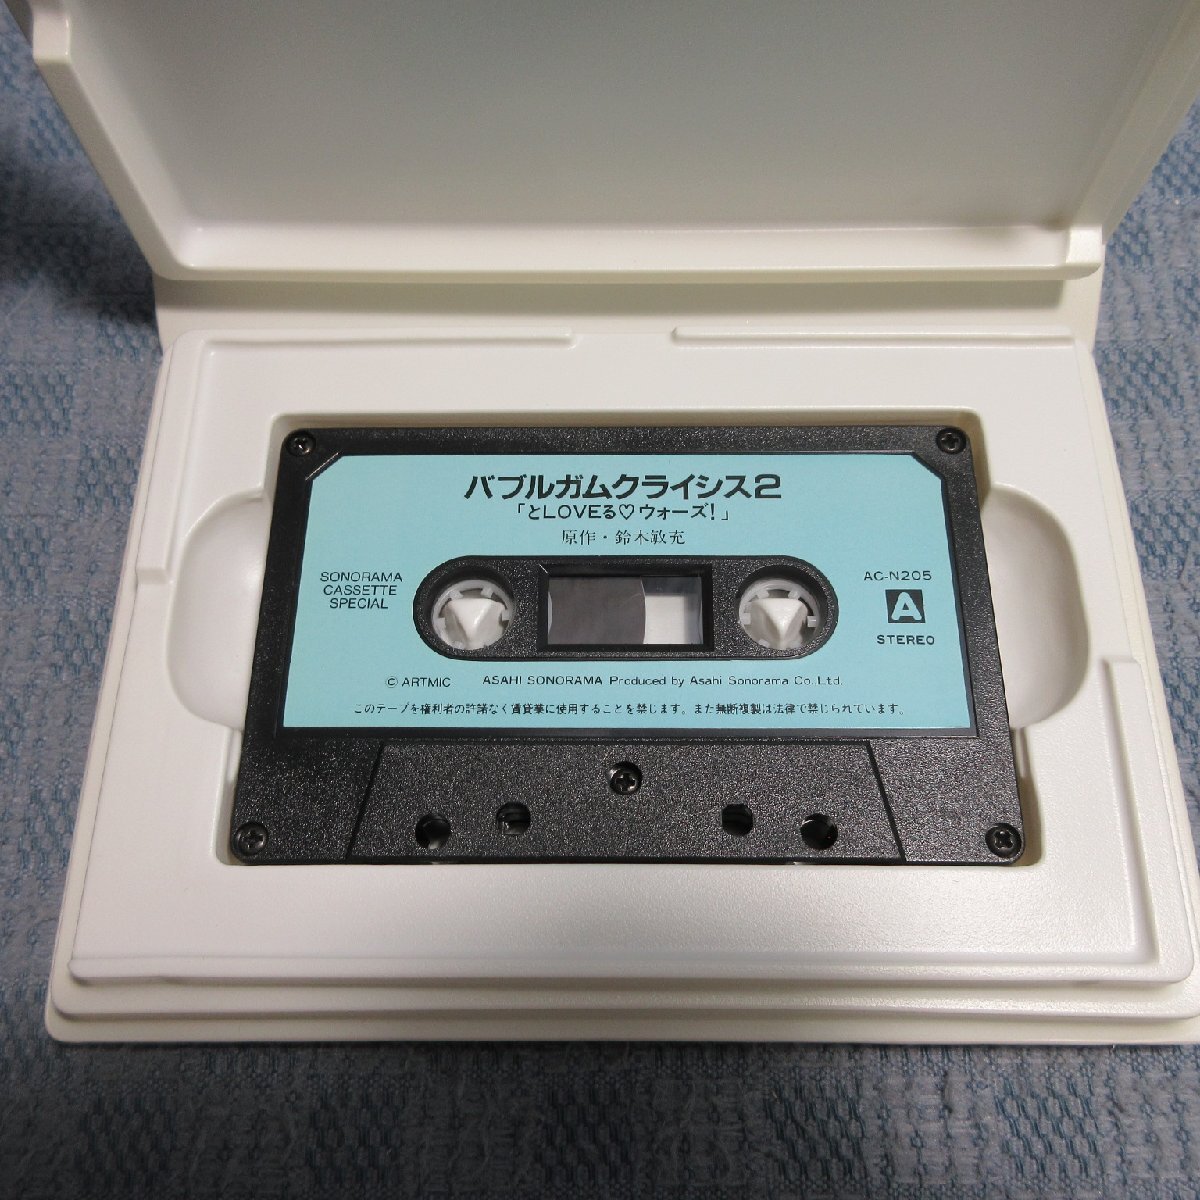 バブルガムクライシス2
「とLOVEる♡ウォーズ!」
原作・鈴木敏充
SONORAMA
CASSETTE
SPECIAL
AC-N205
A
STEREO
© ARTMIC ASAHI SONORAMA Produced by Asahi Sonorama Co.,Ltd.
このテープを権利者の許諾なく賃貸業に使用することを禁じます。また無断複製は法律で禁じられています。